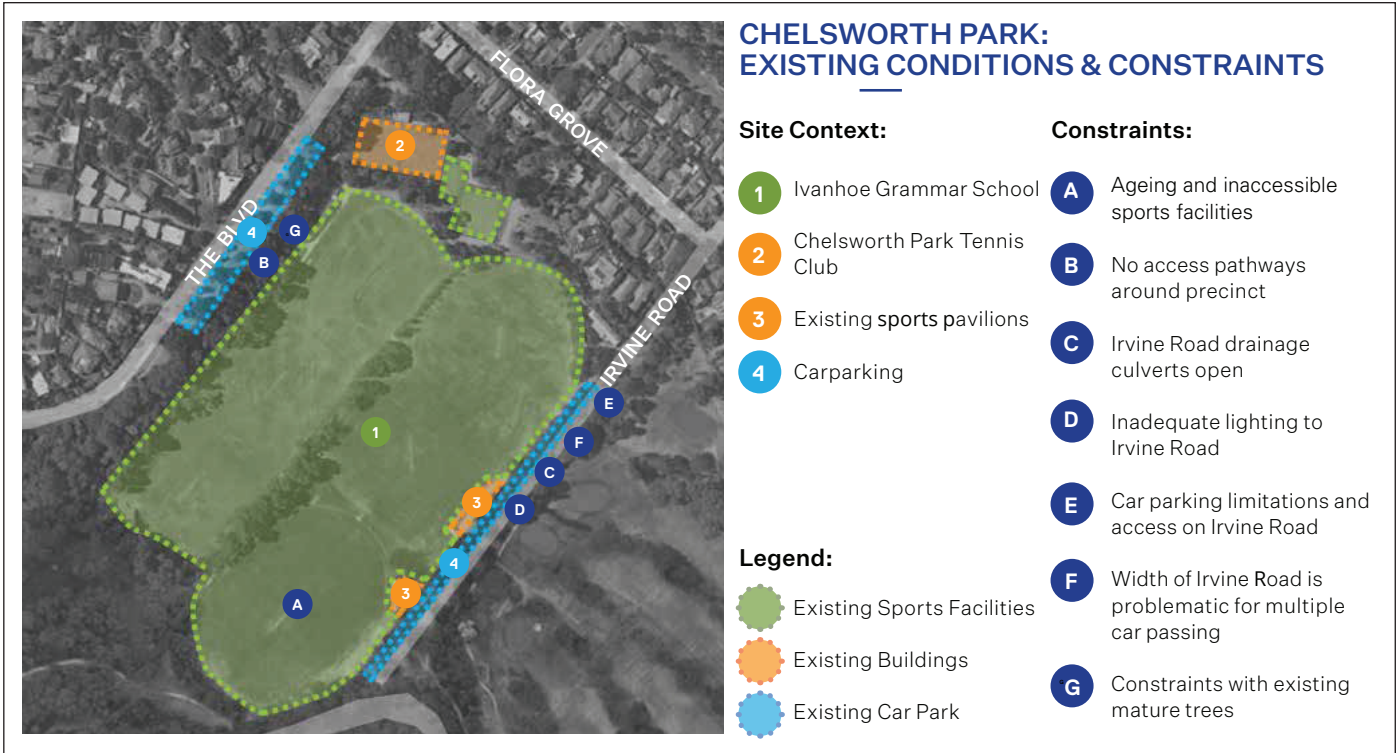 CHELSWORTH PARK:
EXISTING CONDITIONS & CONSTRAINTS
Site Context:
1 Ivanhoe Grammar School
2 Chelsworth Park Tennis
Club
3 Existing sports pavilions
4 Carparking
Legend:
Existing Sports Facilities
Existing Buildings
Existing Car Park
Constraints:
A Ageing and inaccessible
sports facilities
B No access pathways
around precinct
C Irvine Road drainage
culverts open
D Inadequate lighting to
Irvine Road
E Car parking limitations and
access on Irvine Road
F Width of Irvine Road is
problematic for multiple
car passing
G Constraints with existing
mature trees
FLORA GROVE
THE BLVD
IRVINE ROAD
2
4
G
B
1
E
F
C
3
D
4
3
A